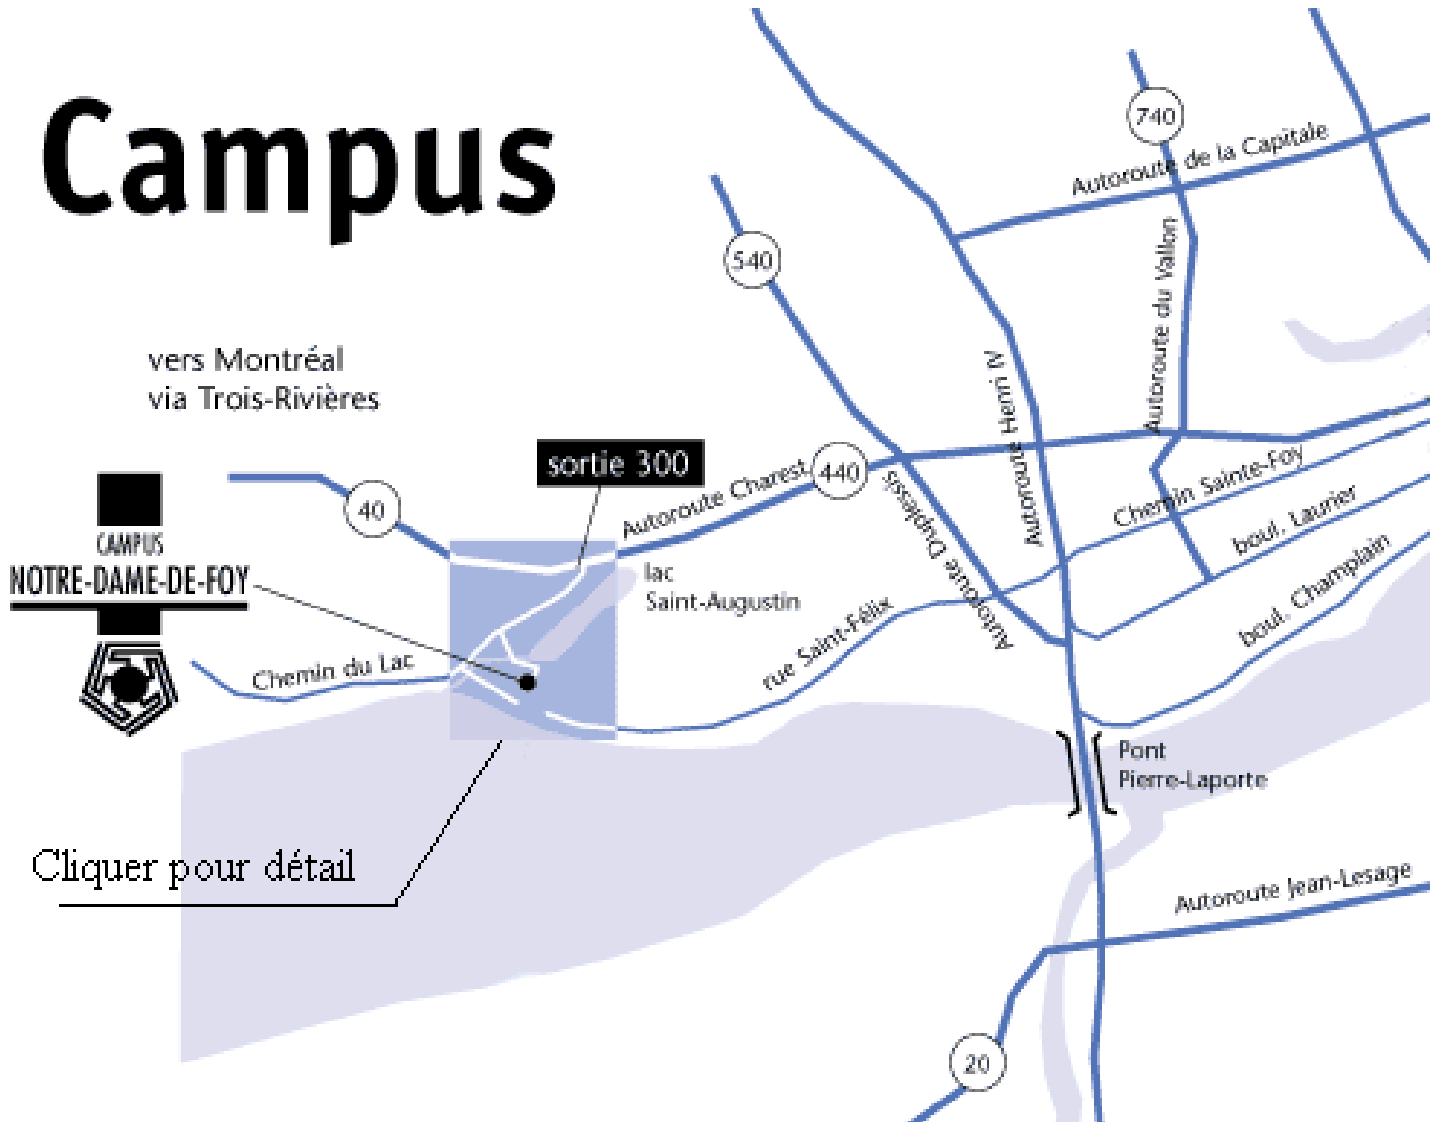 Campus
740
Autoroute de la Capitale
540
Autoroute du Vallon
vers Montréal
via Trois-Rivières
Autoroute Henri IV
sortie 300
440
Autoroute Charest
40
Chemin Sainte-Foy
boul. Laurier
boul. Champlain
Autoroute Duplessis
CAMPUS
NOTRE-DAME-DE-FOY
lac
Saint-Augustin
rue Saint-Félix
Chemin du Lac
Pont
Pierre-Laporte
Cliquer pour détail
Autoroute Jean-Lesage
20